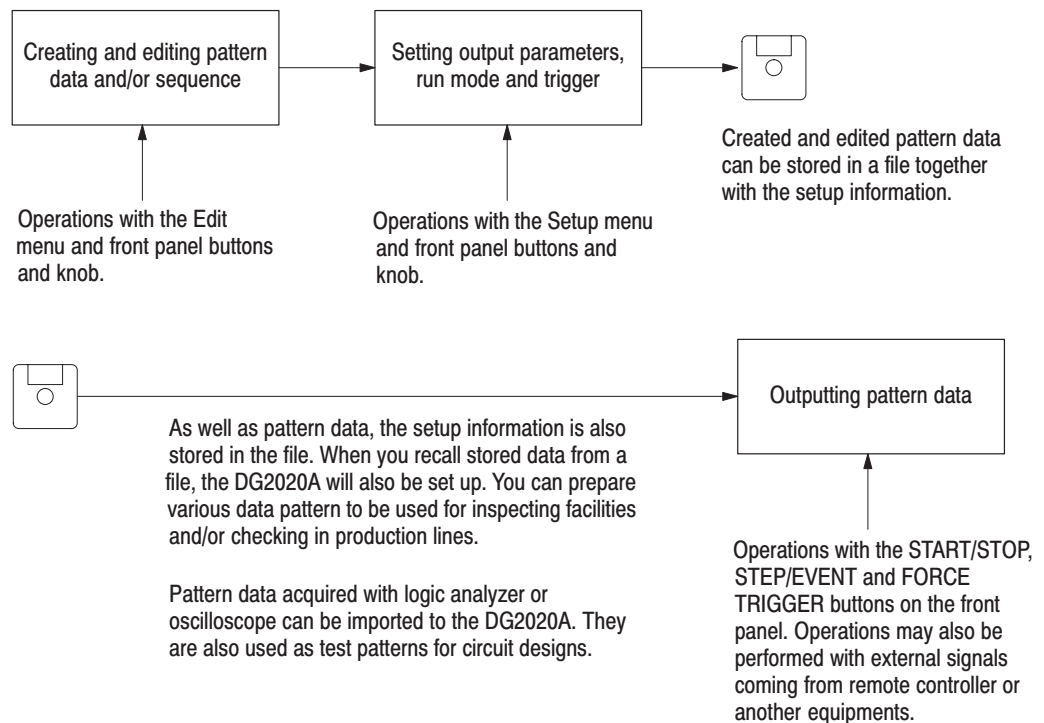 Creating and editing pattern
data and/or sequence
Setting output parameters,
run mode and trigger
Created and edited pattern data
can be stored in a file together
with the setup information.
Operations with the Edit
menu and front panel buttons
and knob.
Operations with the Setup menu
and front panel buttons and
knob.
Outputting pattern data
As well as pattern data, the setup information is also
stored in the file. When you recall stored data from a
file, the DG2020A will also be set up. You can prepare
various data pattern to be used for inspecting facilities
and/or checking in production lines.
Pattern data acquired with logic analyzer or
oscilloscope can be imported to the DG2020A. They
are also used as test patterns for circuit designs.
Operations with the START/STOP,
STEP/EVENT and FORCE
TRIGGER buttons on the front
panel. Operations may also be
performed with external signals
coming from remote controller or
another equipments.